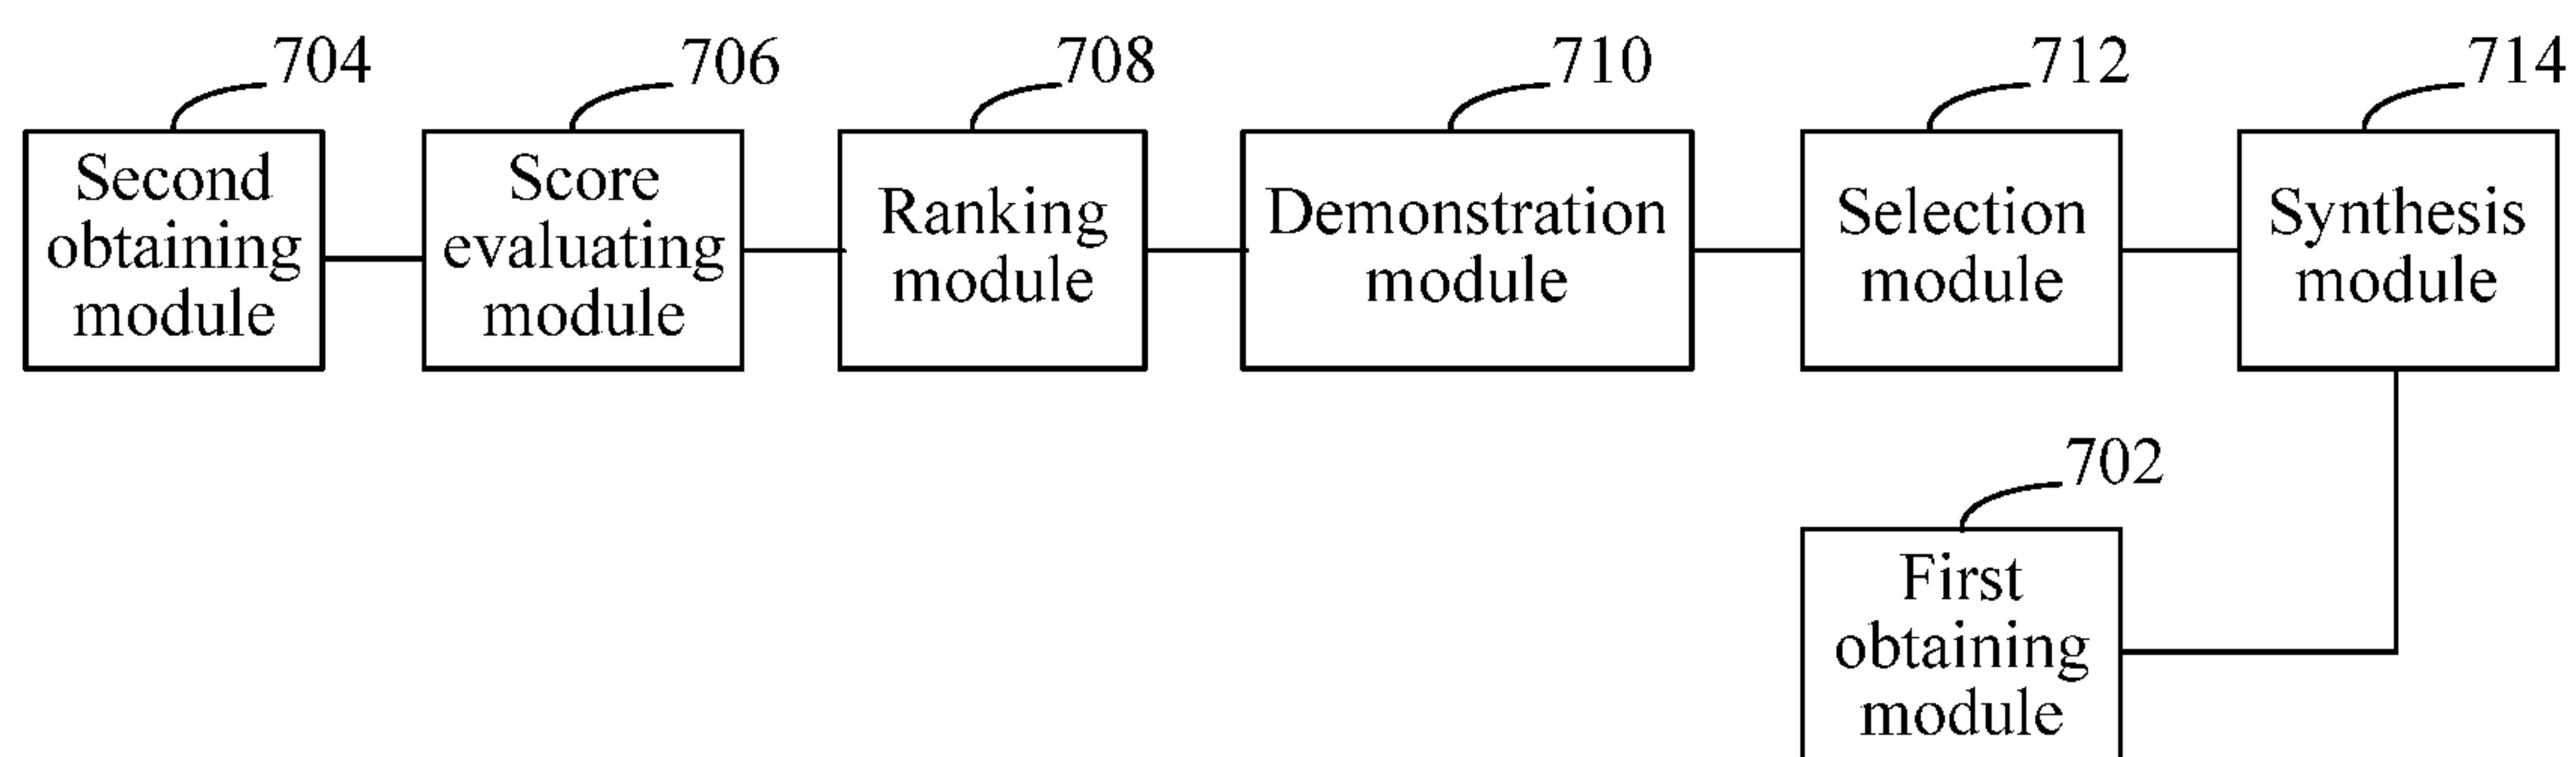 704
706
708
710
712
714
Second
obtaining
module
Score
evaluating
module
Ranking
module
Demonstration
module
Selection
module
Synthesis
module
702
First
obtaining
module